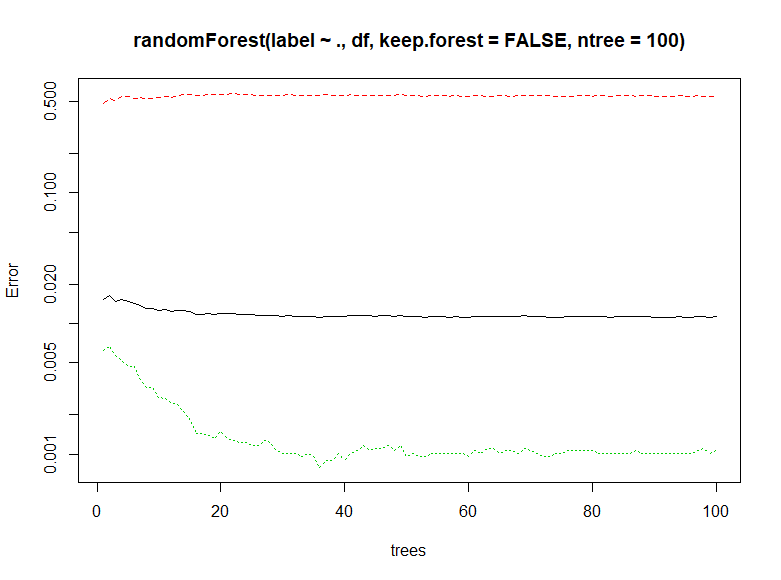 randomForest(label ~ ., df, keep.forest = FALSE, ntree = 100)
0.500
0.100
0.020
0.005
0.001
Error
0 20 40 60 80 100
trees